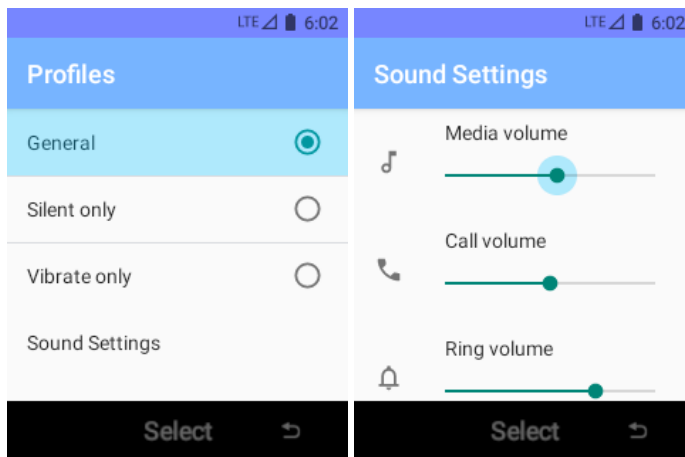 LTE 6:02
Profiles
General
Silent only
Vibrate only
Sound Settings
Select
LTE 6:02
Sound Settings
Media volume
Call volume
Ring volume
Select